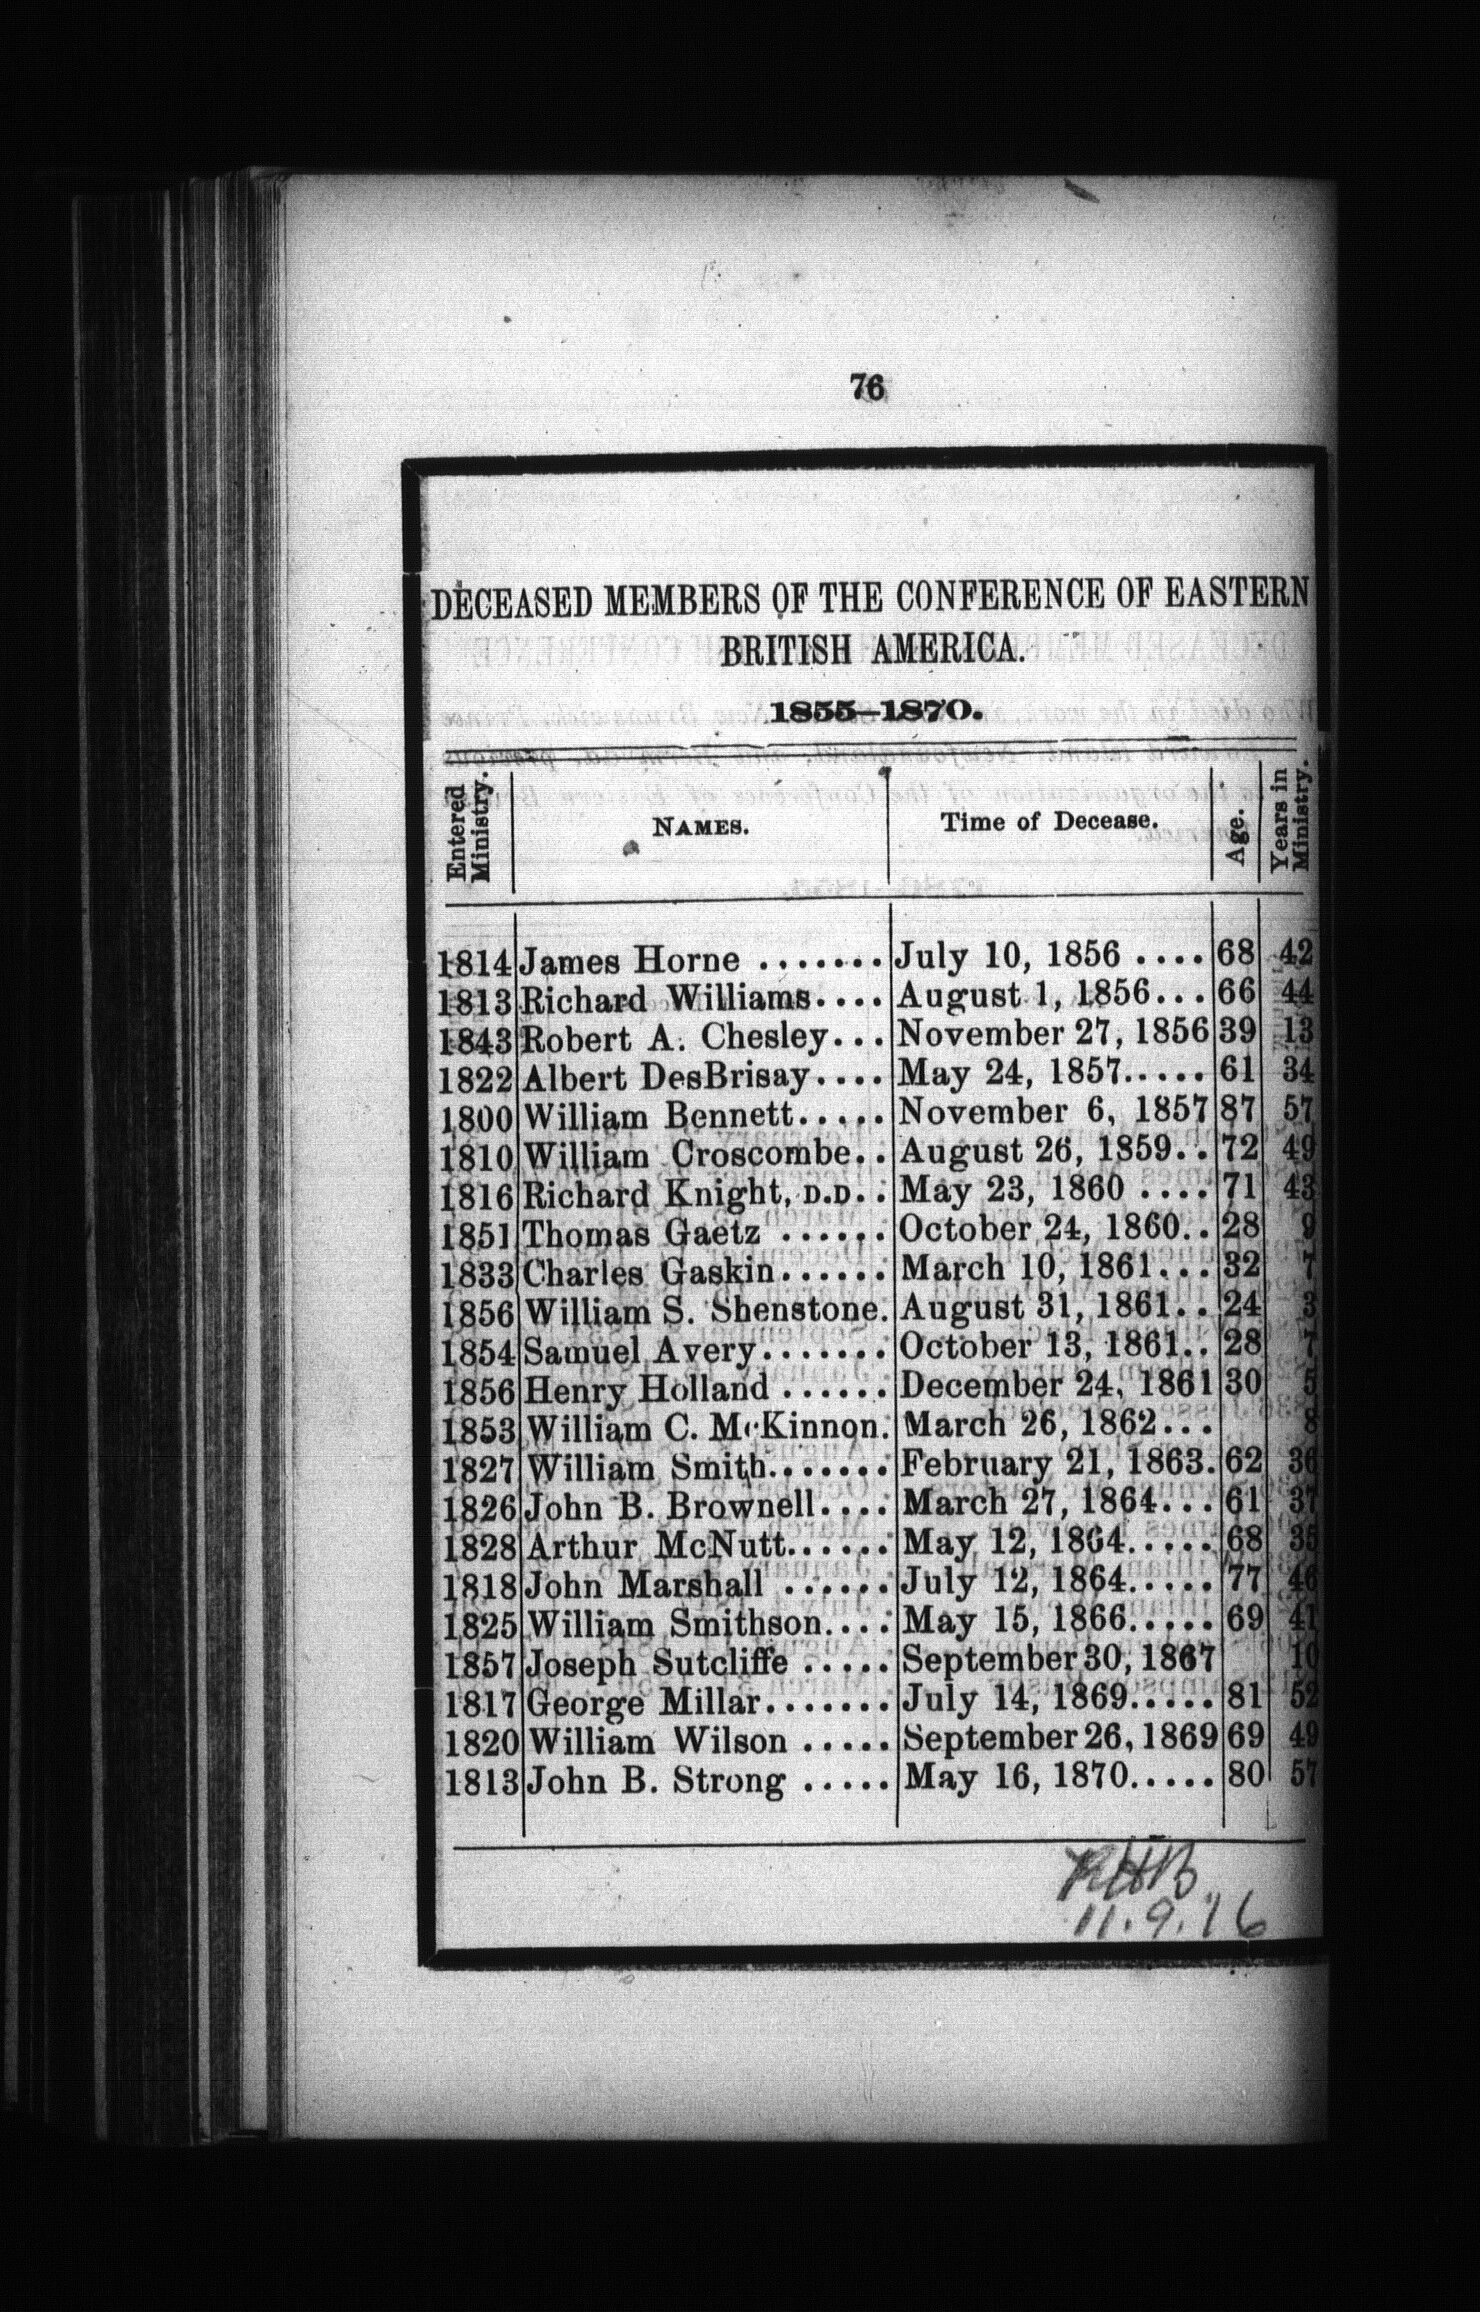 76
DECEASED MEMBERS OF THE CONFERENCE OF EASTERN
BRITISH AMERICA.
1855–1870.
Entered Ministry. NAMES. Time of Decease. Age. Years in Ministry.
1814 James Horne ....... July 10, 1856 .... 68 42
1813 Richard Williams.... August 1, 1856... 66 44
1843 Robert A. Chesley... November 27, 1856 39 13
1822 Albert DesBrisay.... May 24, 1857..... 61 34
1800 William Bennett..... November 6, 1857 87 57
1810 William Croscombe.. August 26, 1859.. 72 49
1816 Richard Knight, D.D.. May 23, 1860 .... 71 43
1851 Thomas Gaetz ...... October 24, 1860.. 28 9
1833 Charles Gaskin...... March 10, 1861... 32 7
1856 William S. Shenstone. August 31, 1861.. 24 3
1854 Samuel Avery....... October 13, 1861.. 28 7
1856 Henry Holland ...... December 24, 1861 30 5
1853 William C. McKinnon. March 26, 1862... 8
1827 William Smith....... February 21, 1863. 62 36
1826 John B. Brownell.... March 27, 1864... 61 37
1828 Arthur McNutt...... May 12, 1864..... 68 35
1818 John Marshall ...... July 12, 1864..... 77 46
1825 William Smithson.... May 15, 1866..... 69 41
1857 Joseph Sutcliffe ..... September 30, 1867 10
1817 George Millar....... July 14, 1869..... 81 52
1820 William Wilson ..... September 26, 1869 69 49
1813 John B. Strong ..... May 16, 1870..... 80 57
RHB
11.9.16